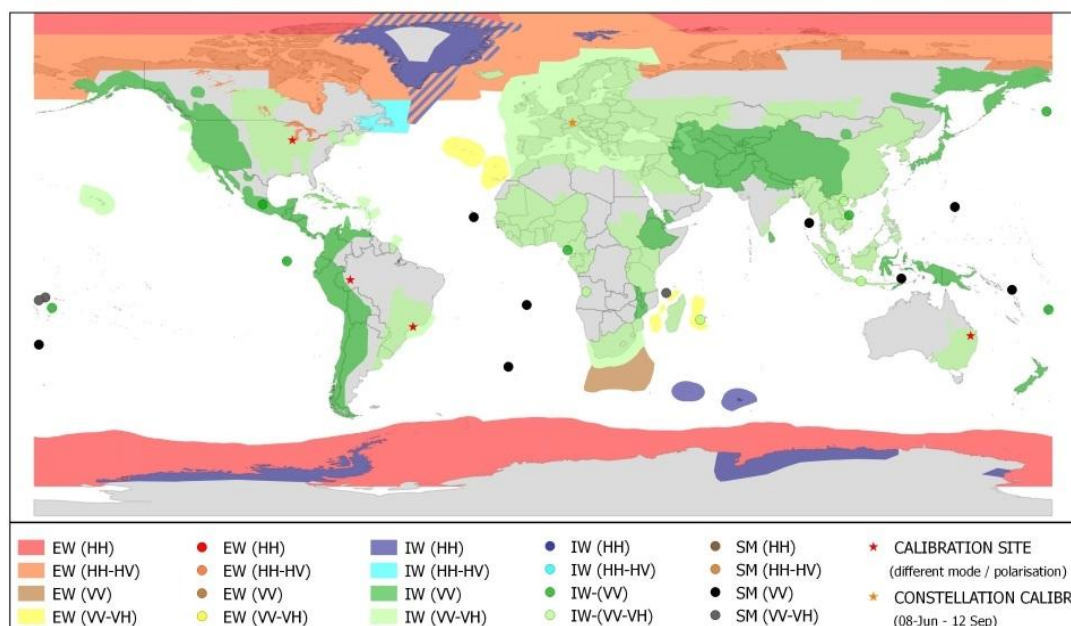 EW (HH)
EW (HH-HV)
EW (VV)
EW (VV-VH)
EW (HH)
EW (HH-HV)
EW (VV)
EW (VV-VH)
IW (HH)
IW (HH-HV)
IW (VV)
IW (VV-VH)
IW (HH)
IW (HH-HV)
IW-(VV)
IW-(VV-VH)
SM (HH)
SM (HH-HV)
SM (VV)
SM (VV-VH)
CALIBRATION SITE
(different mode / polarisation)
CONSTELLATION CALIBR
(08-Jun - 12 Sep)